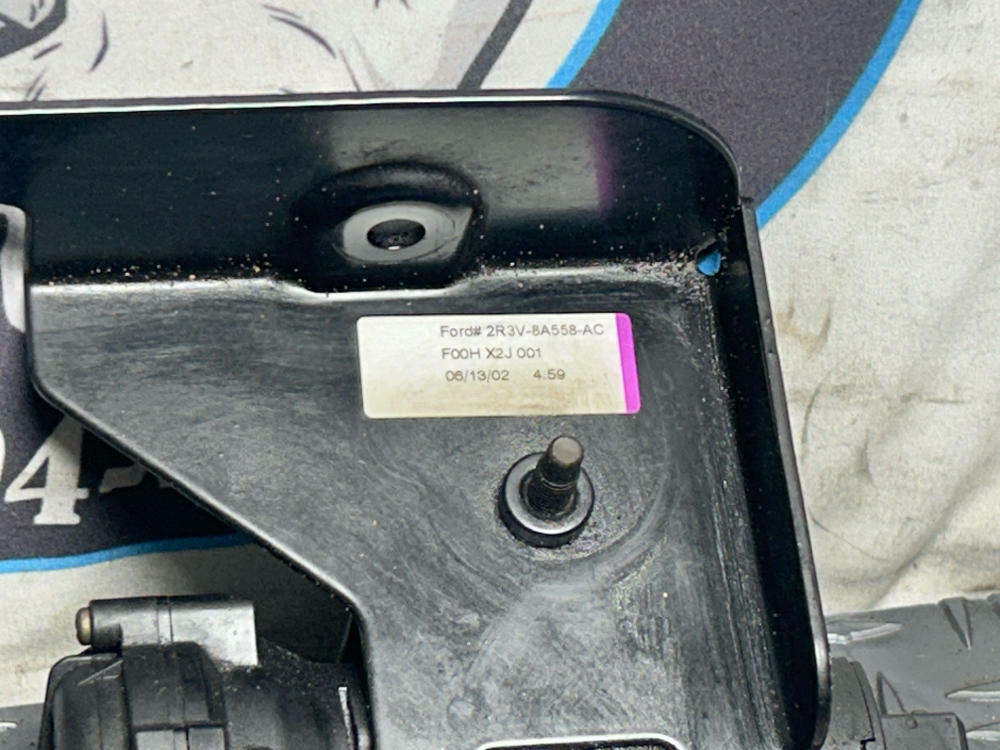 Ford# 2R3V-8A558-AC
F00H X2J 001
06/13/02 4:59